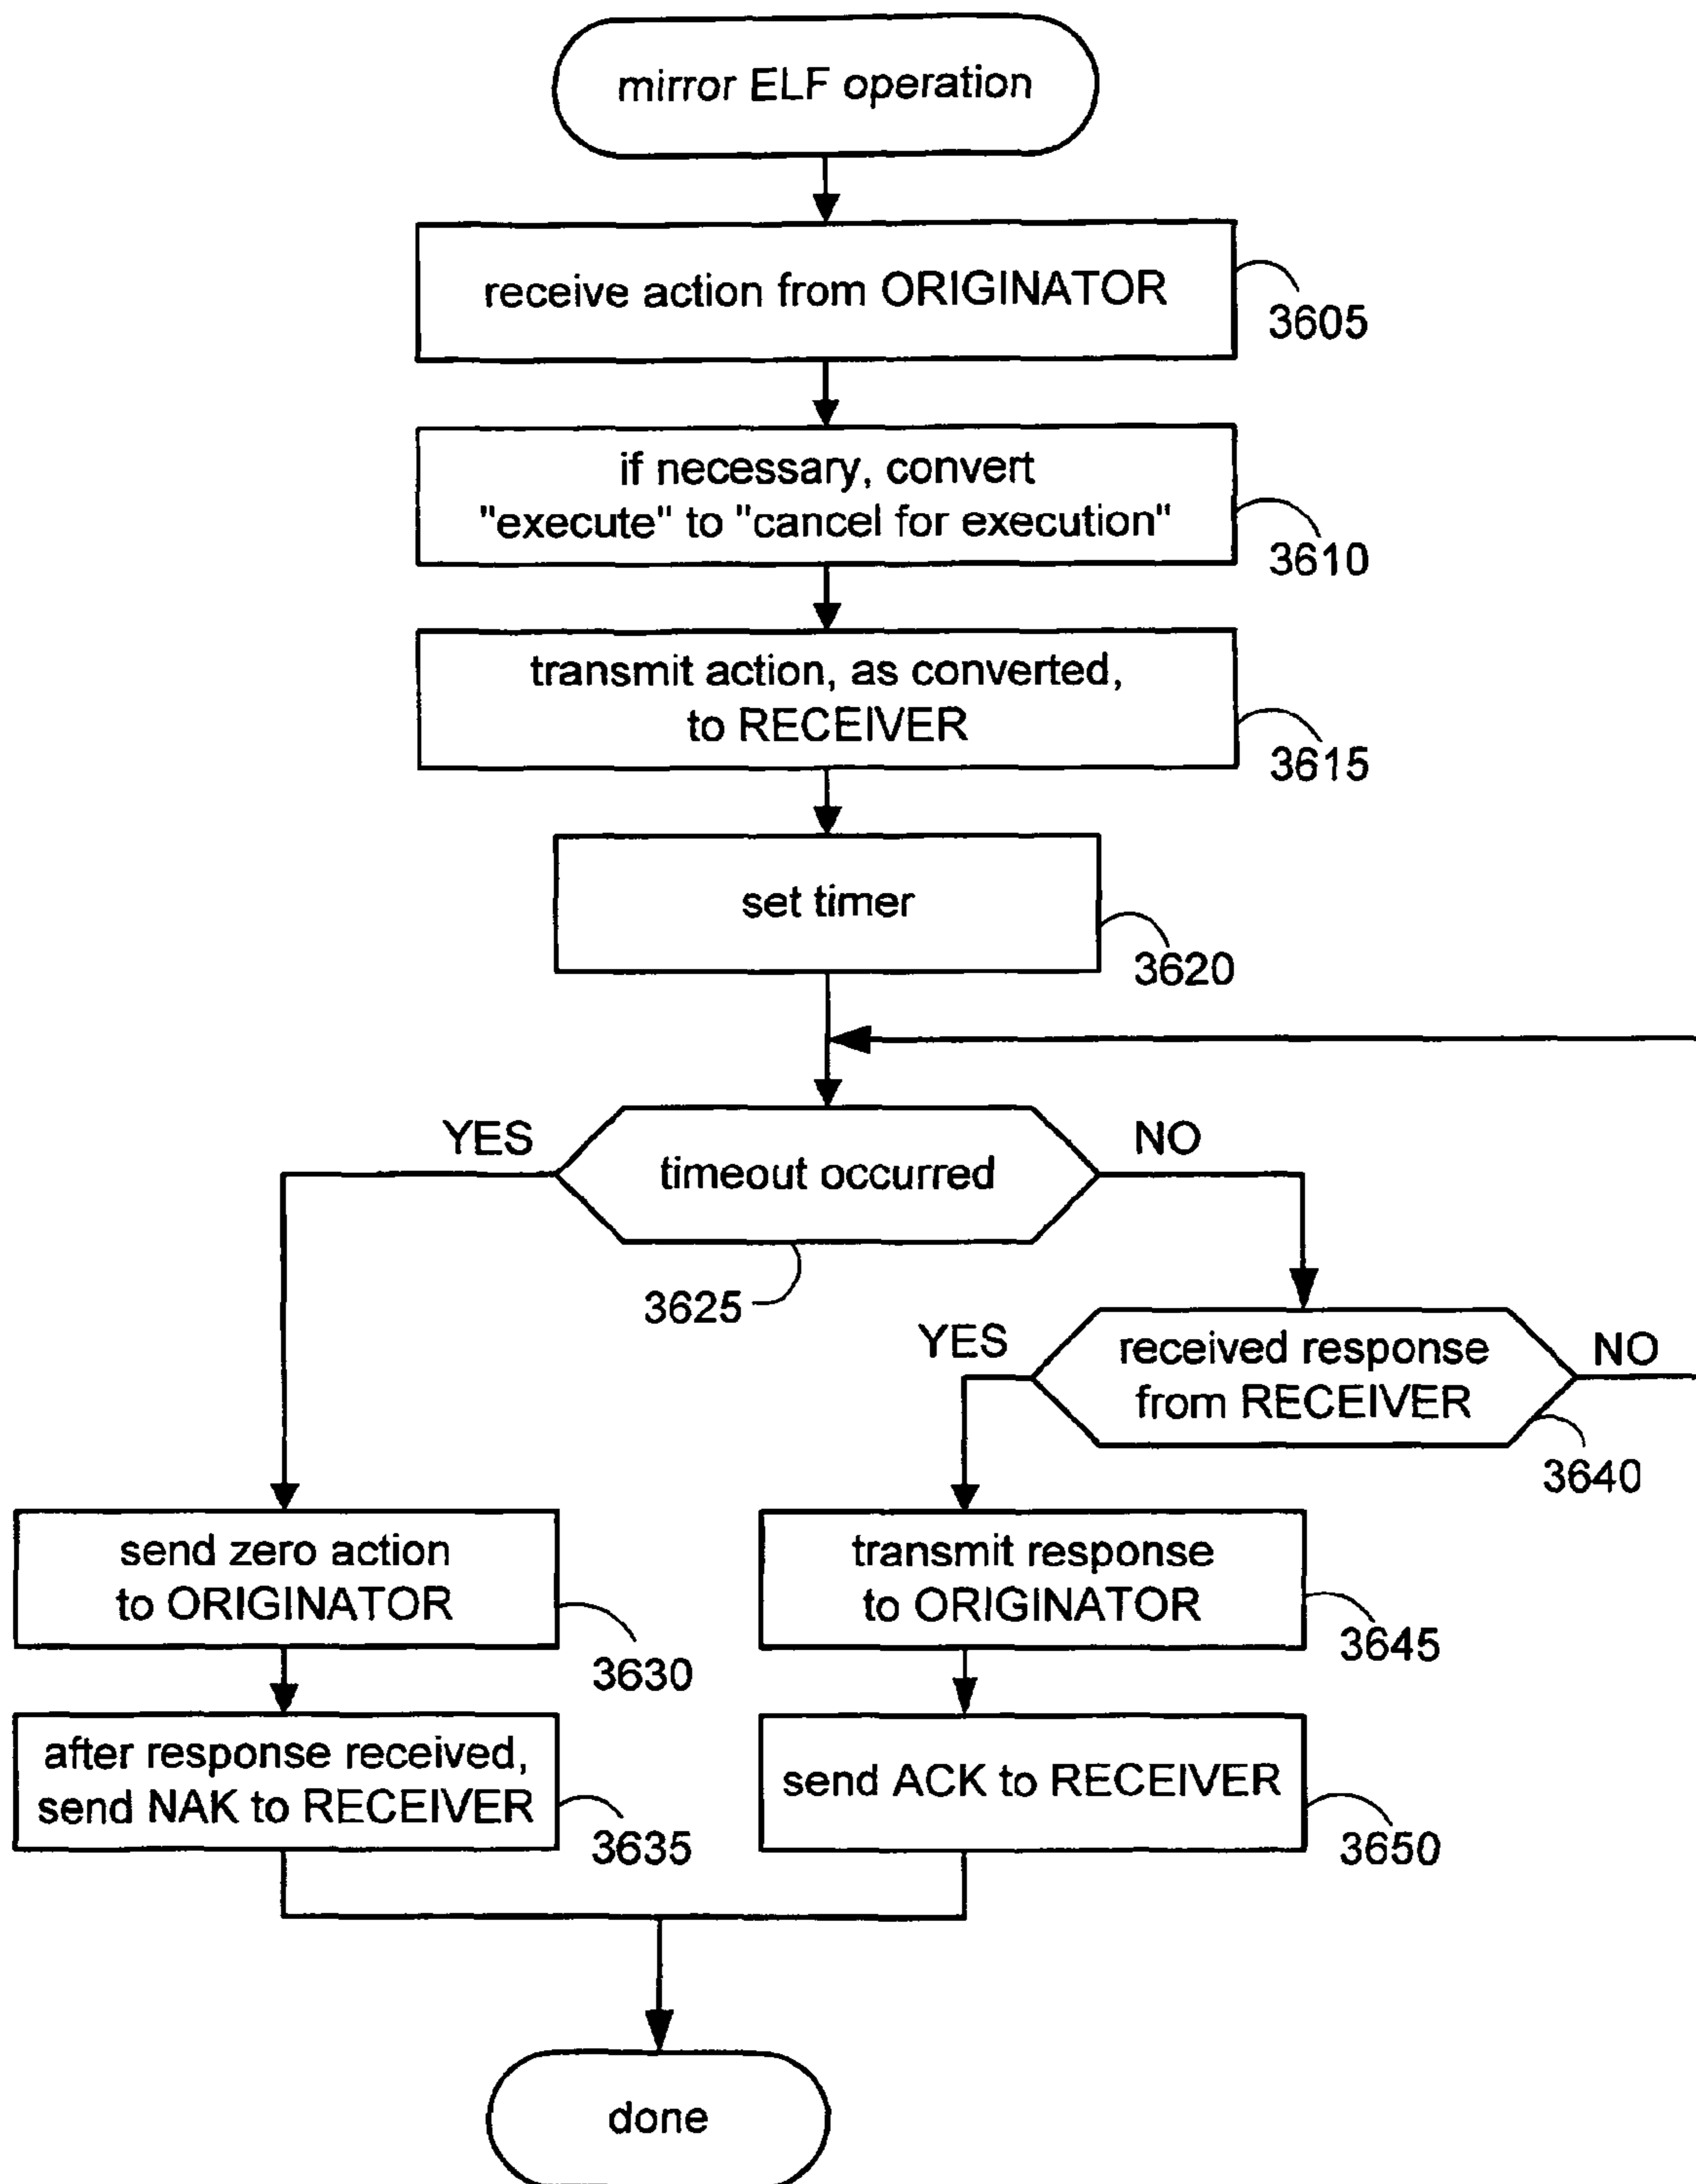 mirror ELF operation
receive action from ORIGINATOR
3605
if necessary, convert
"execute" to "cancel for execution"
3610
transmit action, as converted,
to RECEIVER
3615
set timer
3620
YES
NO
timeout occurred
3625
YES
received response
from RECEIVER
NO
3640
send zero action
to ORIGINATOR
3630
transmit response
to ORIGINATOR
3645
after response received,
send NAK to RECEIVER
3635
send ACK to RECEIVER
3650
done